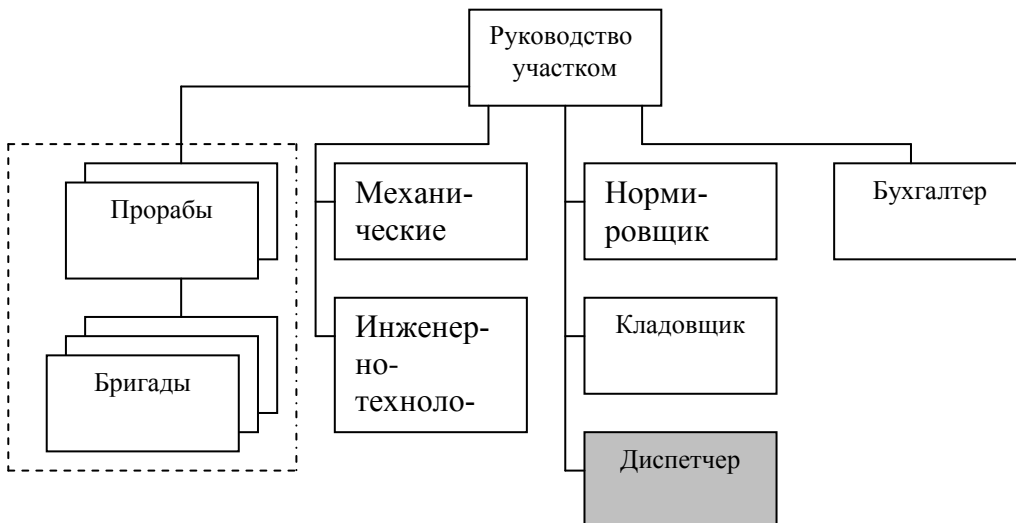 Руководство
участком
Прорабы
Механи-
ческие
Норми-
ровщик
Бухгалтер
Бригады
Инженер-
но-
техноло-
Кладовщик
Диспетчер